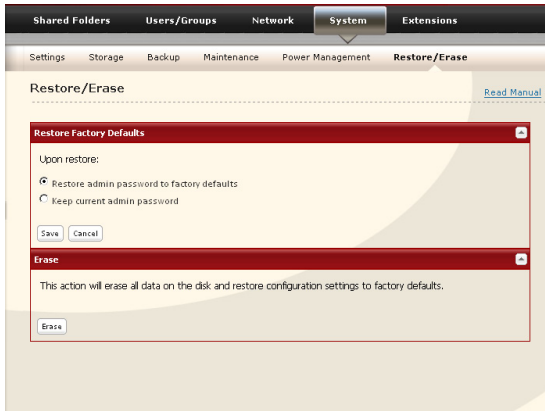 Shared Folders Users/Groups Network System Extensions
Settings Storage Backup Maintenance Power Management Restore/Erase
Restore/Erase
Read Manual
Restore Factory Defaults
Upon restore:
Restore admin password to factory defaults
Keep current admin password
Save Cancel
Erase
This action will erase all data on the disk and restore configuration settings to factory defaults.
Erase